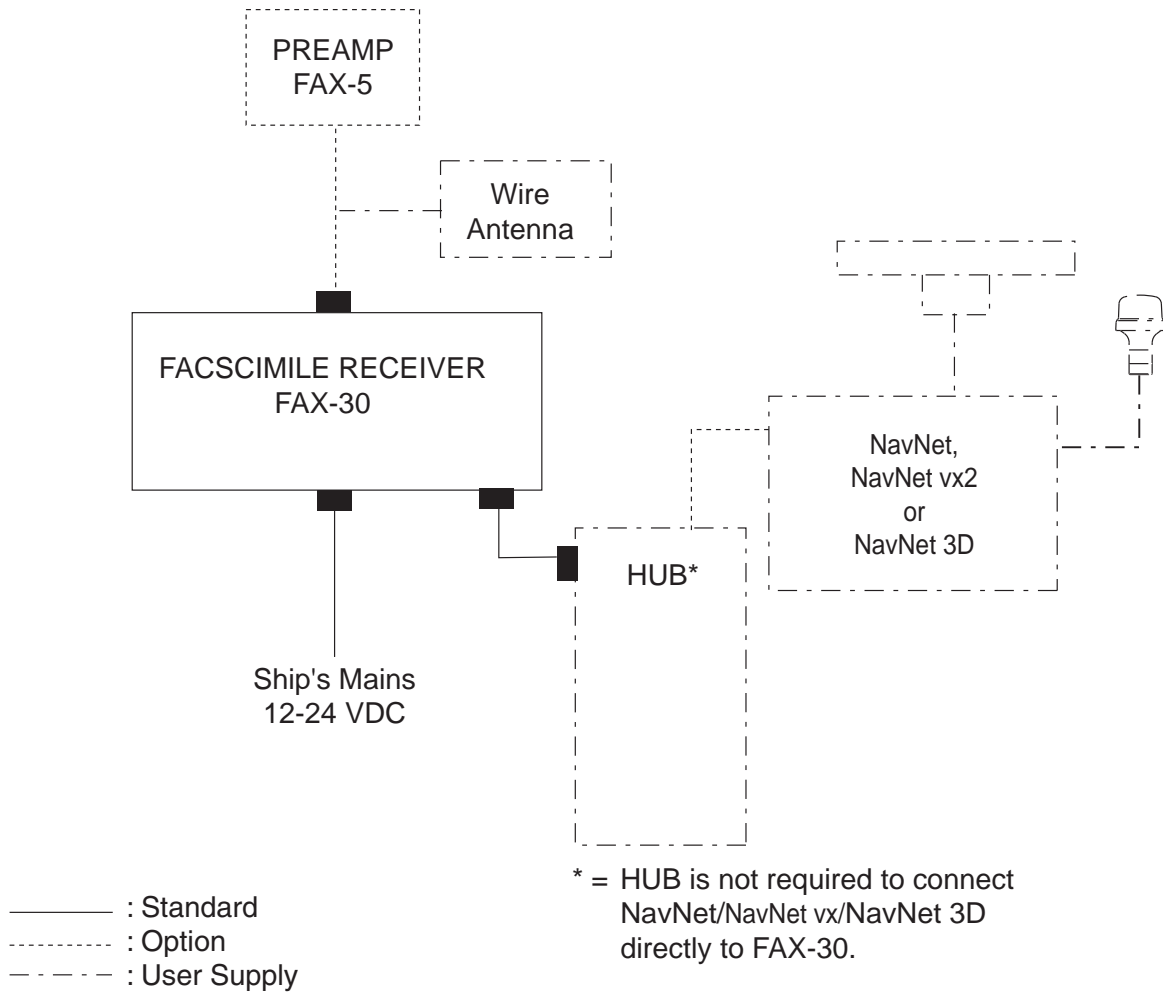 PREAMP
FAX-5
Wire
Antenna
FACSCIMILE RECEIVER
FAX-30
NavNet,
NavNet vx2
or
NavNet 3D
HUB*
Ship's Mains
12-24 VDC
* = HUB is not required to connect
NavNet/NavNet vx/NavNet 3D
directly to FAX-30.
: Standard
: Option
: User Supply